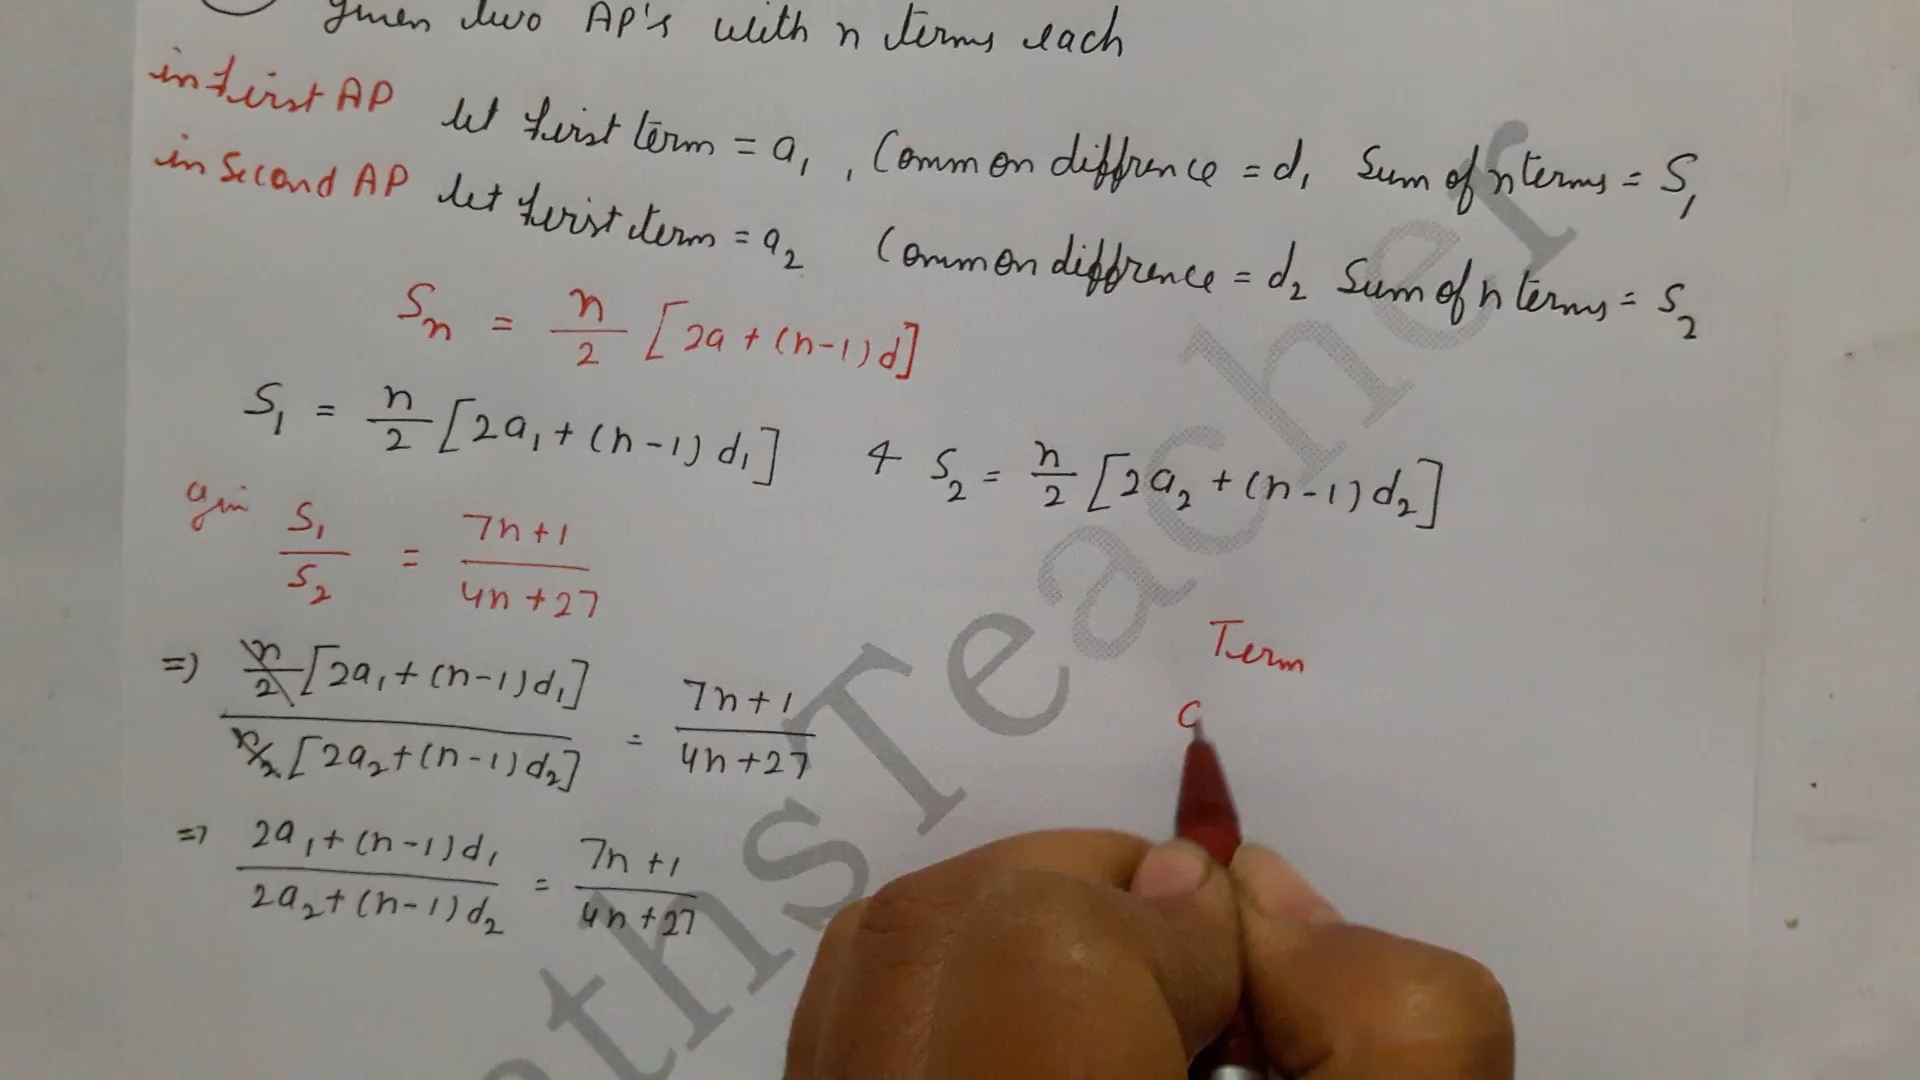 given two AP's with n terms each
in first AP let first term = a₁, Common diffrence = d₁ Sum of n terms = S₁
in Second AP let first term = a₂ Common diffrence = d₂ Sum of n terms = S₂
Sₙ = n/2 [2a + (n-1)d]
S₁ = n/2 [2a₁ + (n-1)d₁] & S₂ = n/2 [2a₂ + (n-1)d₂]
S₁/S₂ = 7n+1/4n+27
=> n/2 [2a₁ + (n-1)d₁] / n/2 [2a₂ + (n-1)d₂] = 7n+1/4n+27
Term
=> 2a₁ + (n-1)d₁ / 2a₂ + (n-1)d₂ = 7n+1/4n+27
thsTeacher